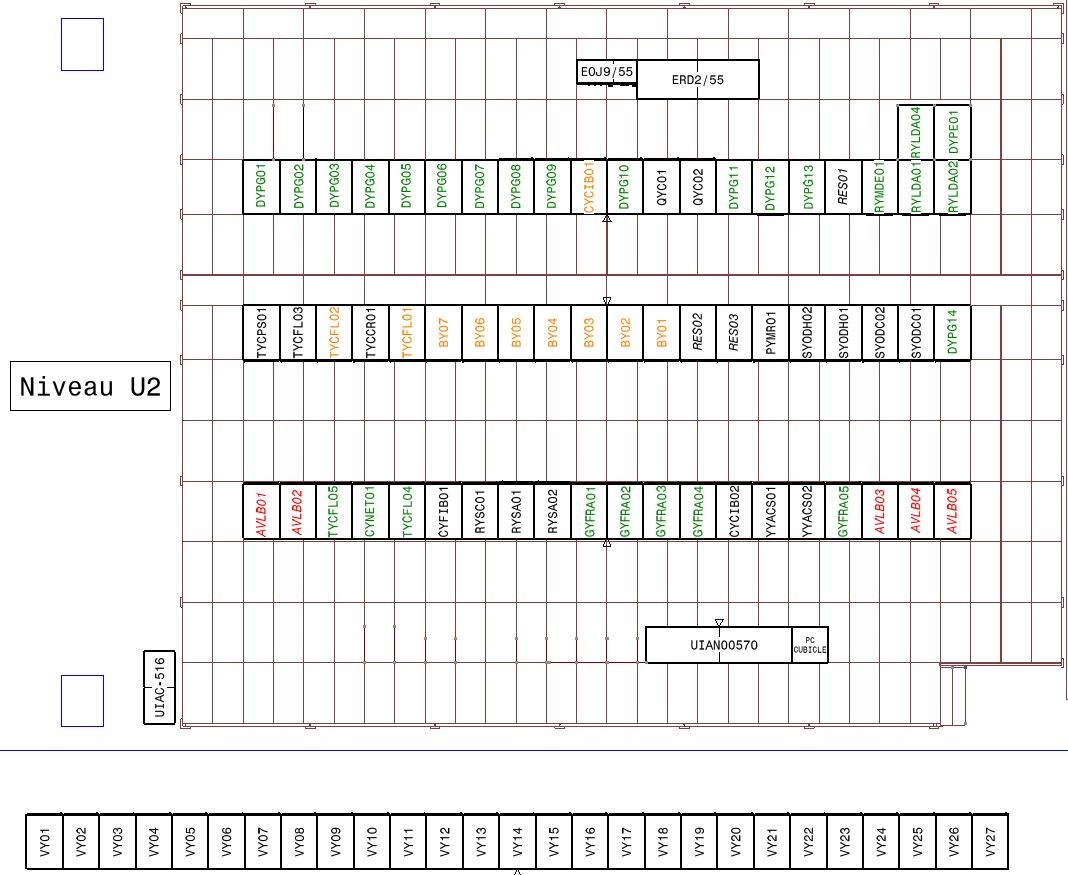 EOJ9/55
ERD2/55
RYLDA04
DYPE01
DYPG01
DYPG02
DYPG03
DYPG04
DYPG05
DYPG06
DYPG07
DYPG08
DYPG09
CYCIB01
DYPG10
QYC01
QYC02
DYPG11
DYPG12
DYPG13
RES01
RYMDE01
RYLDA01
RYLDA02
TYCPS01
TYCFL03
TYCFL02
TYCCR01
TYCFL01
BY07
BY06
BY05
BY04
BY03
BY02
BY01
RES02
RES03
PYMR01
SYODH02
SYODH01
SYODC02
SYODC01
DYPG14
Niveau U2
AVLB01
AVLB02
TYCFL05
CYNET01
TYCFL04
CYFIB01
RYSC01
RYSA01
RYSA02
GYFRA01
GYFRA02
GYFRA03
GYFRA04
CYCIB02
YYACS01
YYACS02
GYFRA05
AVLB03
AVLB04
AVLB05
UIAN00570
PC
CUBICLE
UIAC-516
VY01
VY02
VY03
VY04
VY05
VY06
VY07
VY08
VY09
VY10
VY11
VY12
VY13
VY14
VY15
VY16
VY17
VY18
VY19
VY20
VY21
VY22
VY23
VY24
VY25
VY26
VY27